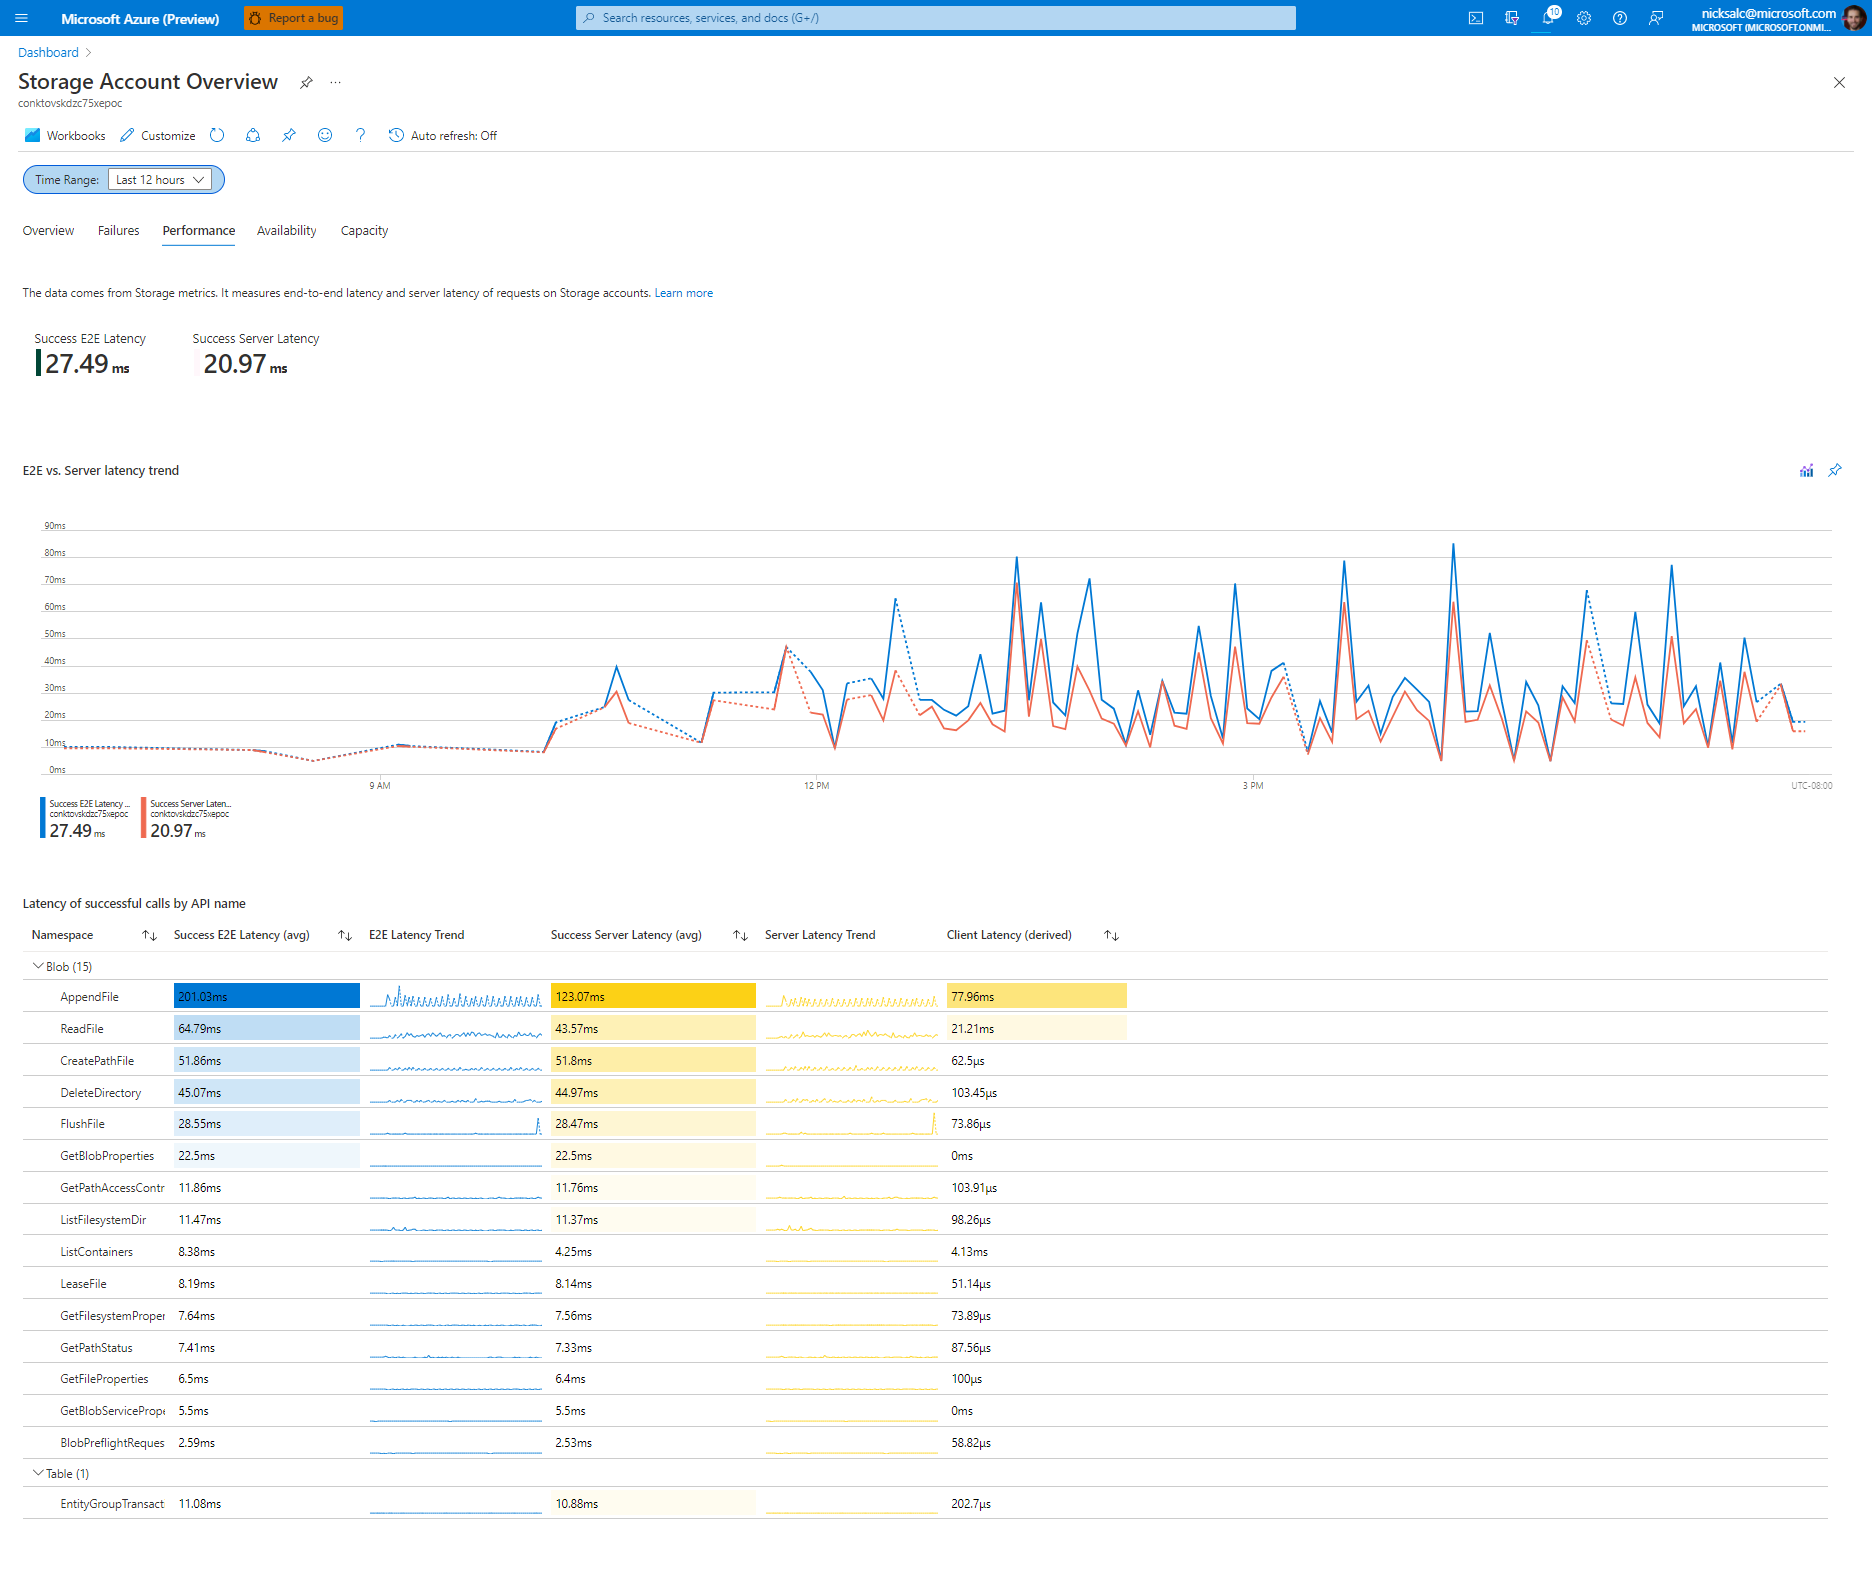 Microsoft Azure (Preview) Report a bug Search resources, services, and docs (G+/) 10 nicksalc@microsoft.com
MICROSOFT (MICROSOFT.ONMI...
Dashboard
Storage Account Overview ...
conktovskdzc75xepoc
Workbooks Customize ? Auto refresh: Off
Time Range: Last 12 hours
Overview Failures Performance Availability Capacity
The data comes from Storage metrics. It measures end-to-end latency and server latency of requests on Storage accounts. Learn more
Success E2E Latency Success Server Latency
27.49 ms 20.97 ms
E2E vs. Server latency trend
90ms
80ms
70ms
60ms
50ms
40ms
30ms
20ms
10ms
0ms
9 AM 12 PM 3 PM UTC-08:00
Success E2E Latency ... Success Server Laten...
conktovskdzc75xepoc conktovskdzc75xepoc
27.49 ms 20.97 ms
Latency of successful calls by API name
Namespace Success E2E Latency (avg) E2E Latency Trend Success Server Latency (avg) Server Latency Trend Client Latency (derived)
Blob (15)
AppendFile 201.03ms 123.07ms 77.96ms
ReadFile 64.79ms 43.57ms 21.21ms
CreatePathFile 51.86ms 51.8ms 62.5µs
DeleteDirectory 45.07ms 44.97ms 103.45µs
FlushFile 28.55ms 28.47ms 73.86µs
GetBlobProperties 22.5ms 22.5ms 0ms
GetPathAccessContr 11.86ms 11.76ms 103.91µs
ListFilesystemDir 11.47ms 11.37ms 98.26µs
ListContainers 8.38ms 4.25ms 4.13ms
LeaseFile 8.19ms 8.14ms 51.14µs
GetFilesystemProper 7.64ms 7.56ms 73.89µs
GetPathStatus 7.41ms 7.33ms 87.56µs
GetFileProperties 6.5ms 6.4ms 100µs
GetBlobServicePrope 5.5ms 5.5ms 0ms
BlobPreflightReques 2.59ms 2.53ms 58.82µs
Table (1)
EntityGroupTransact 11.08ms 10.88ms 202.7µs